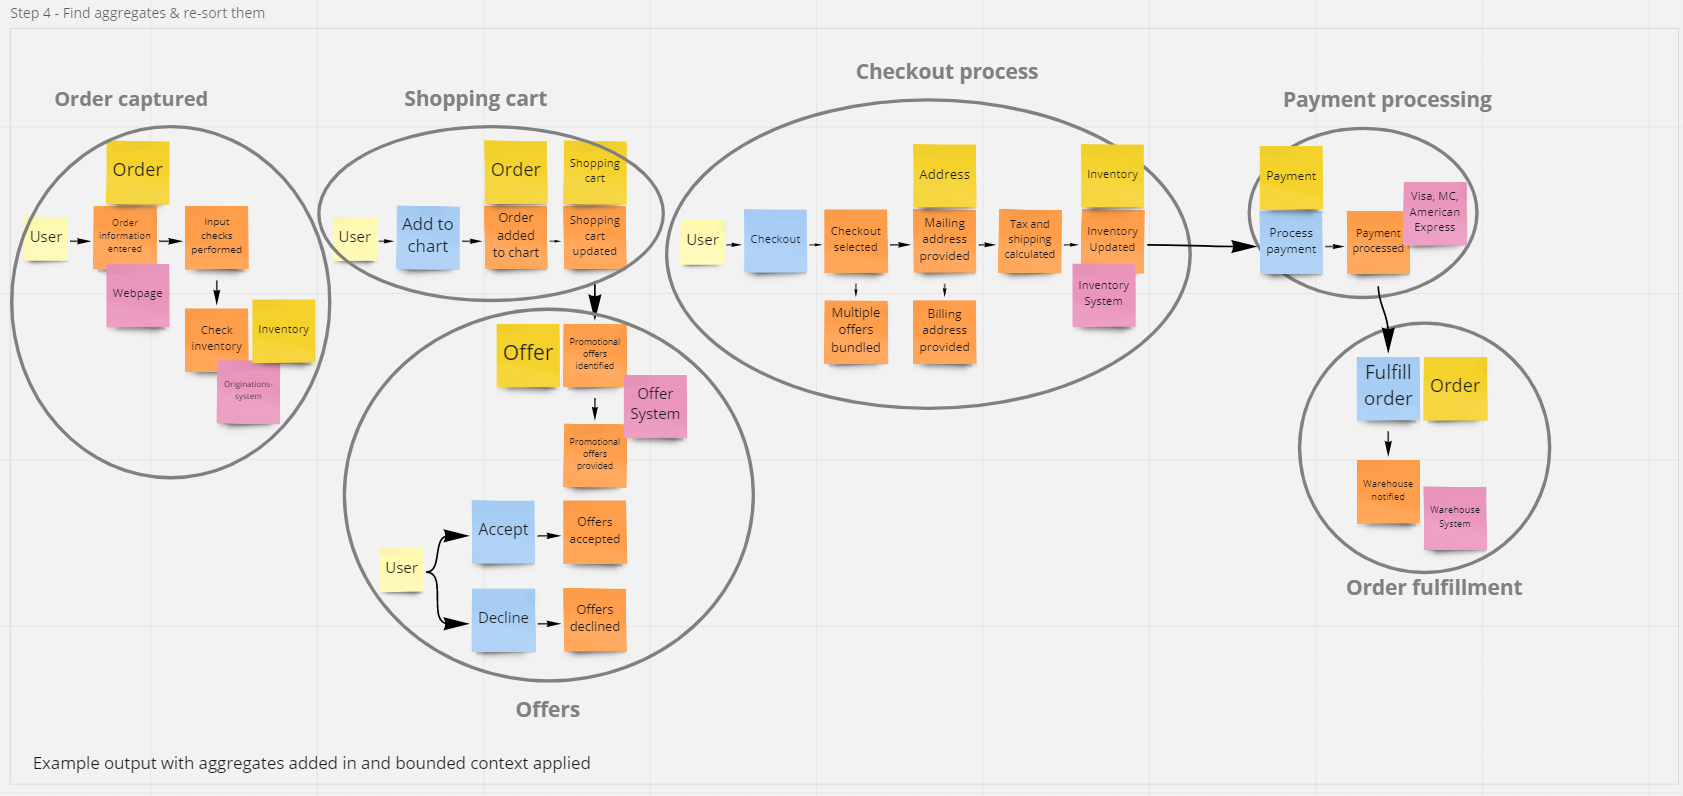 Step 4 - Find aggregates & re-sort them
Order captured
Order
User
Order
information
entered
Input
checks
performed
Webpage
Check
inventory
Inventory
Originations-
system
Shopping cart
Order
Shopping
cart
User
Add to
chart
Order
added
to chart
Shopping
cart
updated
Offer
Promotional
offers
identified
Offer
System
Promotional
offers
provided
User
Accept
Offers
accepted
Decline
Offers
declined
Offers
Checkout process
Address
Inventory
User
Checkout
Checkout
selected
Mailing
address
provided
Tax and
shipping
calculated
Inventory
Updated
Inventory
System
Multiple
offers
bundled
Billing
address
provided
Payment processing
Payment
Process
payment
Payment
processed
Visa, MC,
American
Express
Fulfill
order
Order
Warehouse
notified
Warehouse
System
Order fulfillment
Example output with aggregates added in and bounded context applied